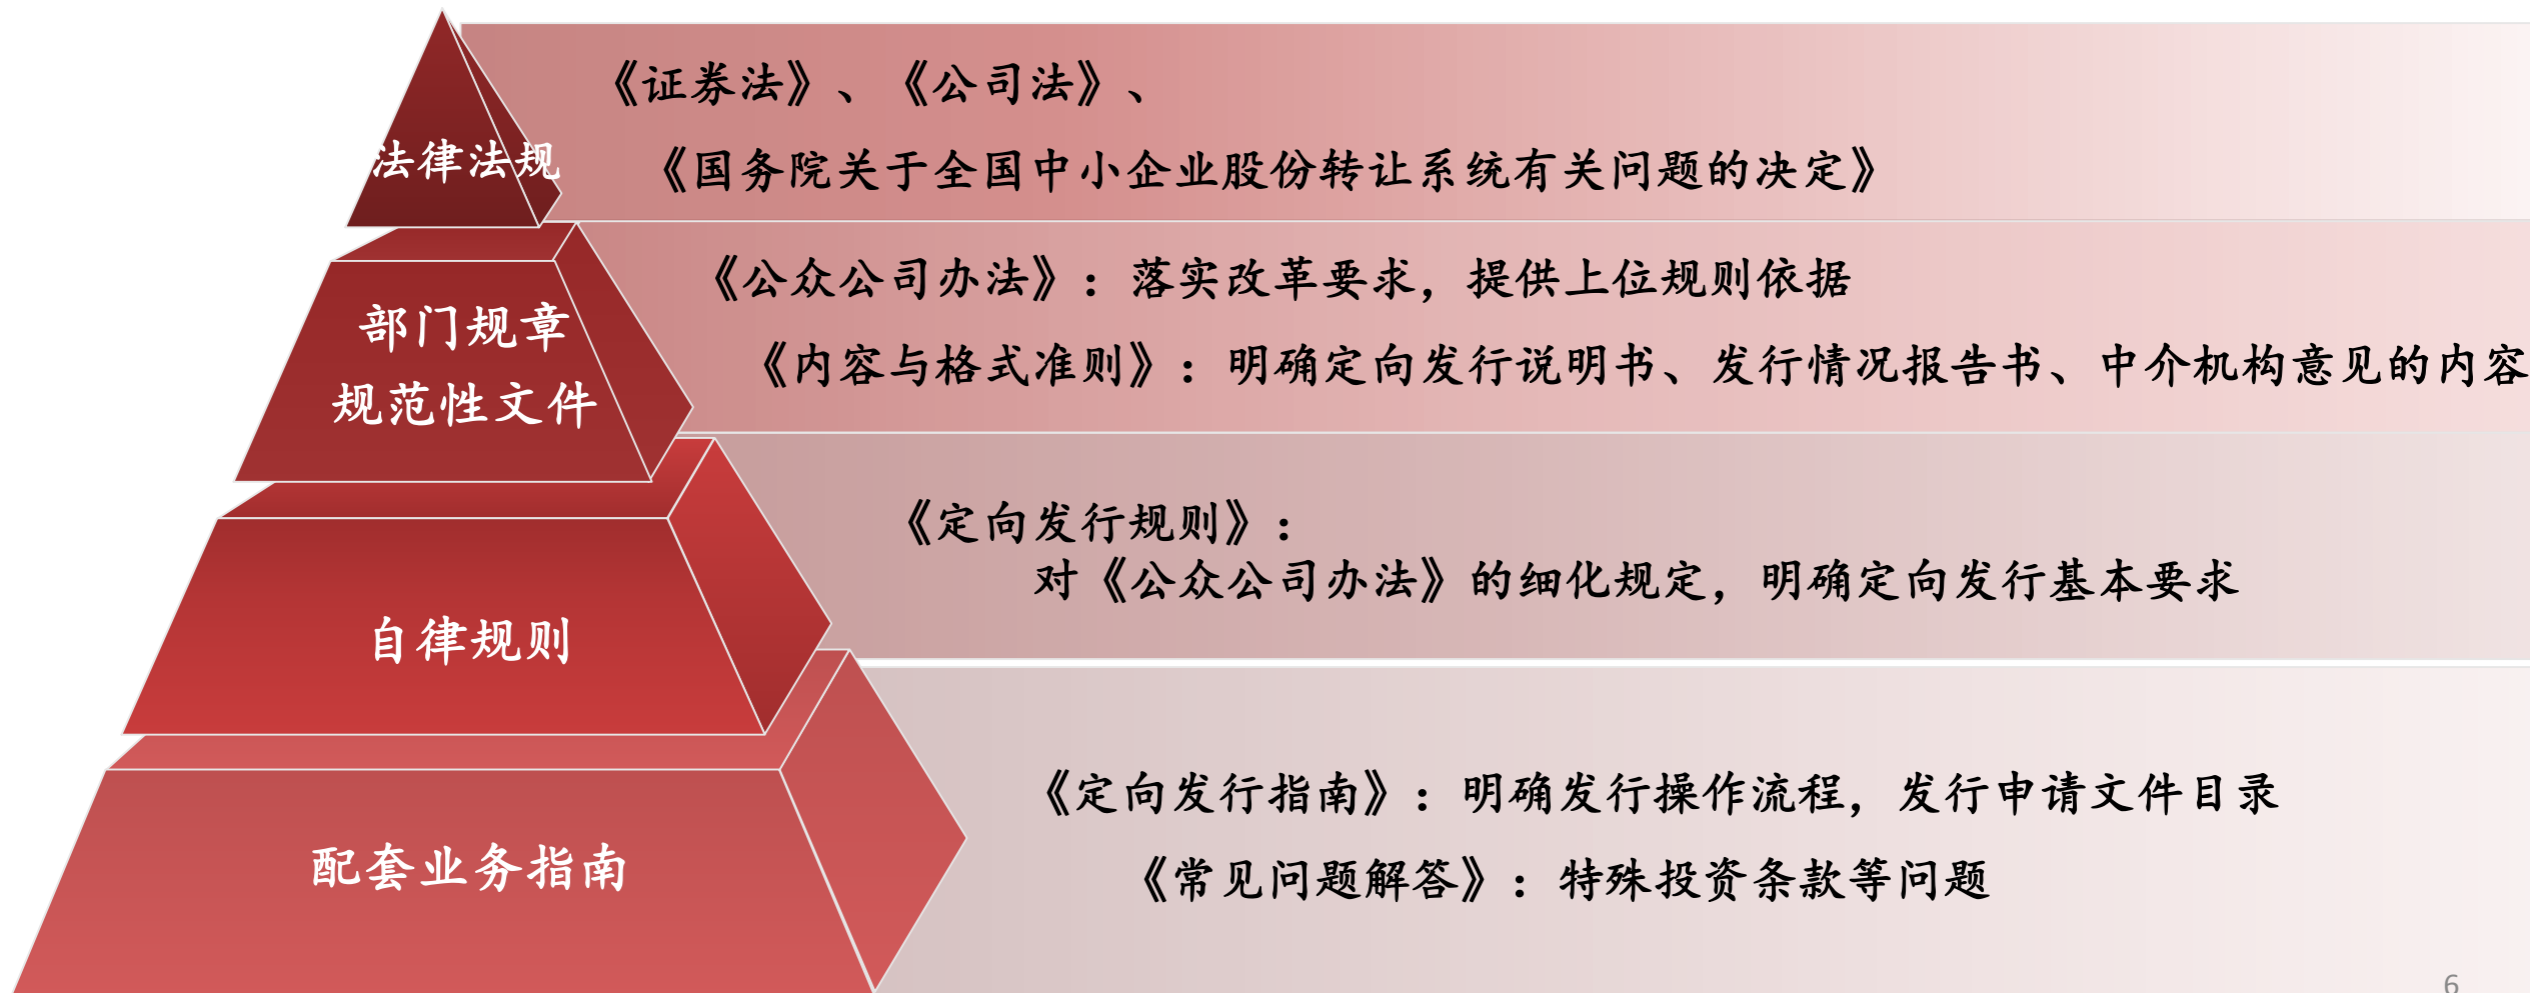 法律法规
《证券法》、《公司法》、
《国务院关于全国中小企业股份转让系统有关问题的决定》
部门规章
规范性文件
《公众公司办法》：落实改革要求，提供上位规则依据
《内容与格式准则》：明确定向发行说明书、发行情况报告书、中介机构意见的内容
自律规则
《定向发行规则》：
对《公众公司办法》的细化规定，明确定向发行基本要求
配套业务指南
《定向发行指南》：明确发行操作流程，发行申请文件目录
《常见问题解答》：特殊投资条款等问题
6